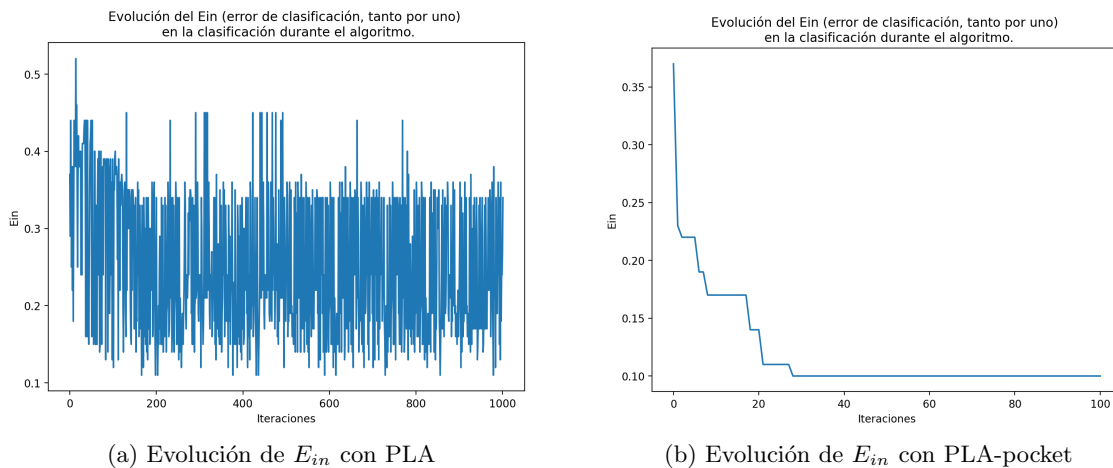 Evolución del Ein (error de clasificación, tanto por uno)
en la clasificación durante el algoritmo.
0.5
0.4
0.3
0.2
0.1
Ein
0 200 400 600 800 1000
Iteraciones
(a) Evolución de E_{in} con PLA
Evolución del Ein (error de clasificación, tanto por uno)
en la clasificación durante el algoritmo.
0.35
0.30
0.25
0.20
0.15
0.10
Ein
0 20 40 60 80 100
Iteraciones
(b) Evolución de E_{in} con PLA-pocket